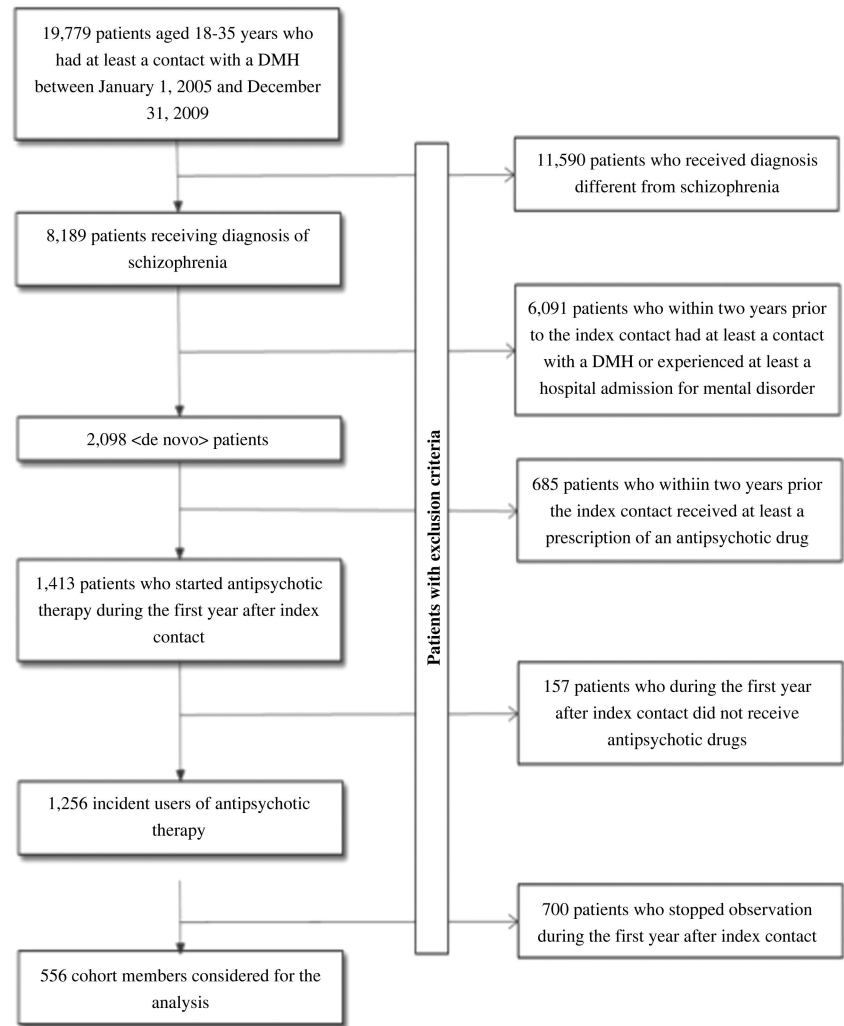 19,779 patients aged 18-35 years who
had at least a contact with a DMH
between January 1, 2005 and December
31, 2009
11,590 patients who received diagnosis
different from schizophrenia
8,189 patients receiving diagnosis of
schizophrenia
6,091 patients who within two years prior
to the index contact had at least a contact
with a DMH or experienced at least a
hospital admission for mental disorder
2,098 <de novo> patients
Patients with exclusion criteria
685 patients who withiin two years prior
the index contact received at least a
prescription of an antipsychotic drug
1,413 patients who started antipsychotic
therapy during the first year after index
contact
157 patients who during the first year
after index contact did not receive
antipsychotic drugs
1,256 incident users of antipsychotic
therapy
700 patients who stopped observation
during the first year after index contact
556 cohort members considered for the
analysis